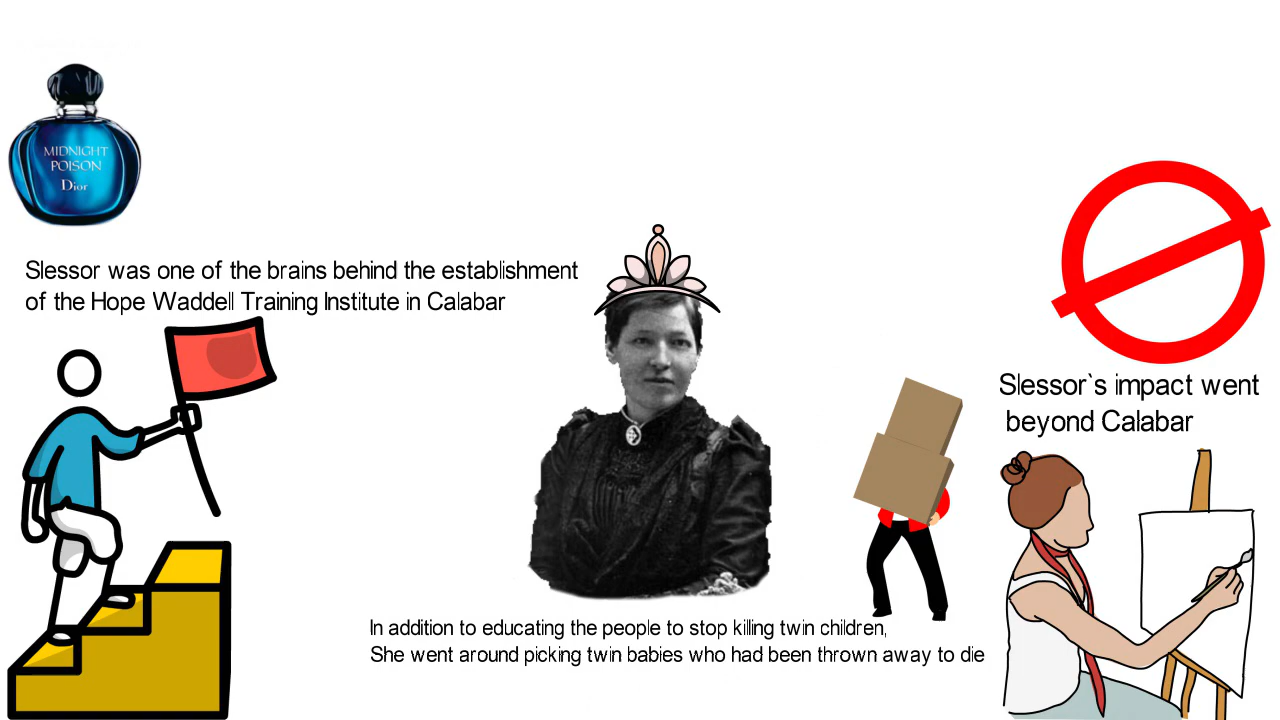 MIDNIGHT
POISON
Dior
Slessor was one of the brains behind the establishment
of the Hope Waddell Training Institute in Calabar
Slessor`s impact went
beyond Calabar
In addition to educating the people to stop killing twin children,
She went around picking twin babies who had been thrown away to die